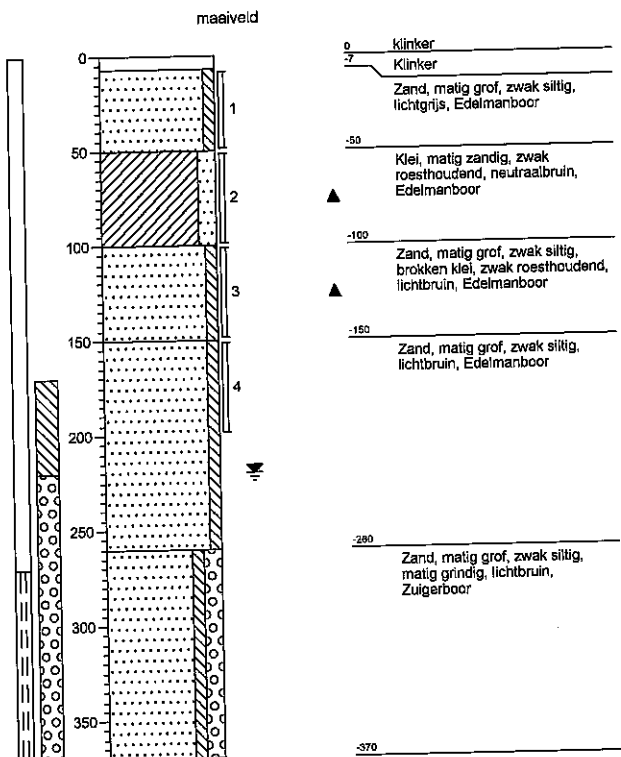 maaiveld
0
50
100
150
200
250
300
350
1
2
3
4
0 klinker
-7 Klinker
Zand, matig grof, zwak siltig,
lichtgrijs, Edelmanboor
-50
Klei, matig zandig, zwak
roesthoudend, neutraalbruin,
Edelmanboor
-100
Zand, matig grof, zwak siltig,
brokken klei, zwak roesthoudend,
lichtbruin, Edelmanboor
-150
Zand, matig grof, zwak siltig,
lichtbruin, Edelmanboor
-260
Zand, matig grof, zwak siltig,
matig grindig, lichtbruin,
Zuigerboor
-370